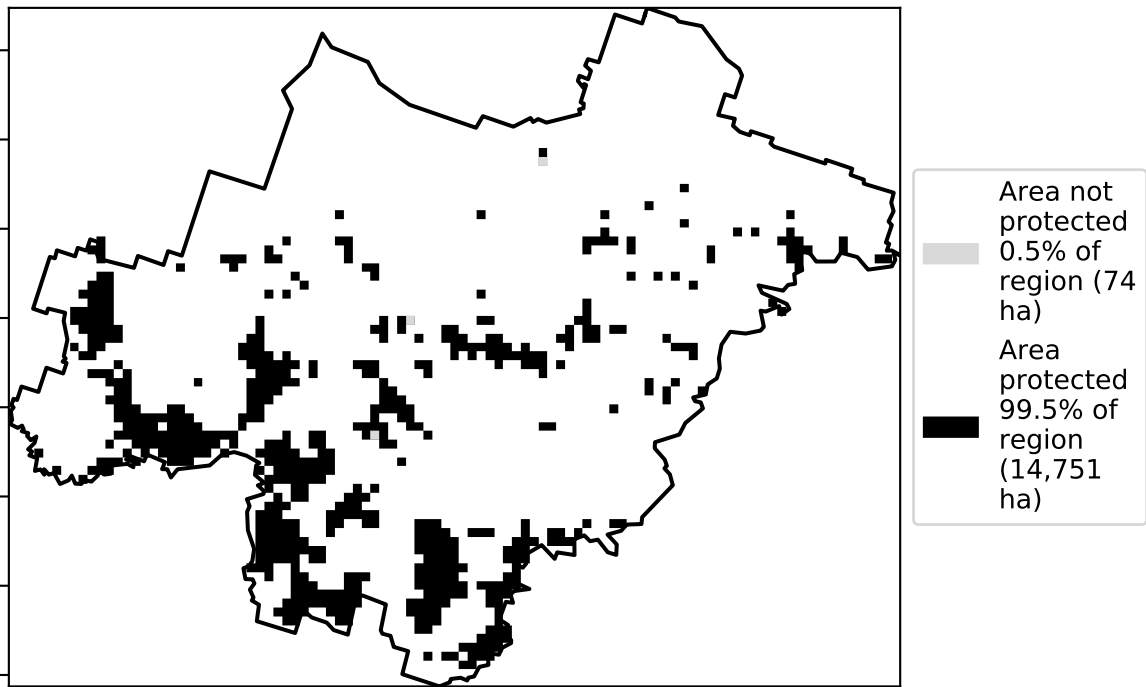 Area not
protected
0.5% of
region (74
ha)
Area
protected
99.5% of
region
(14,751
ha)